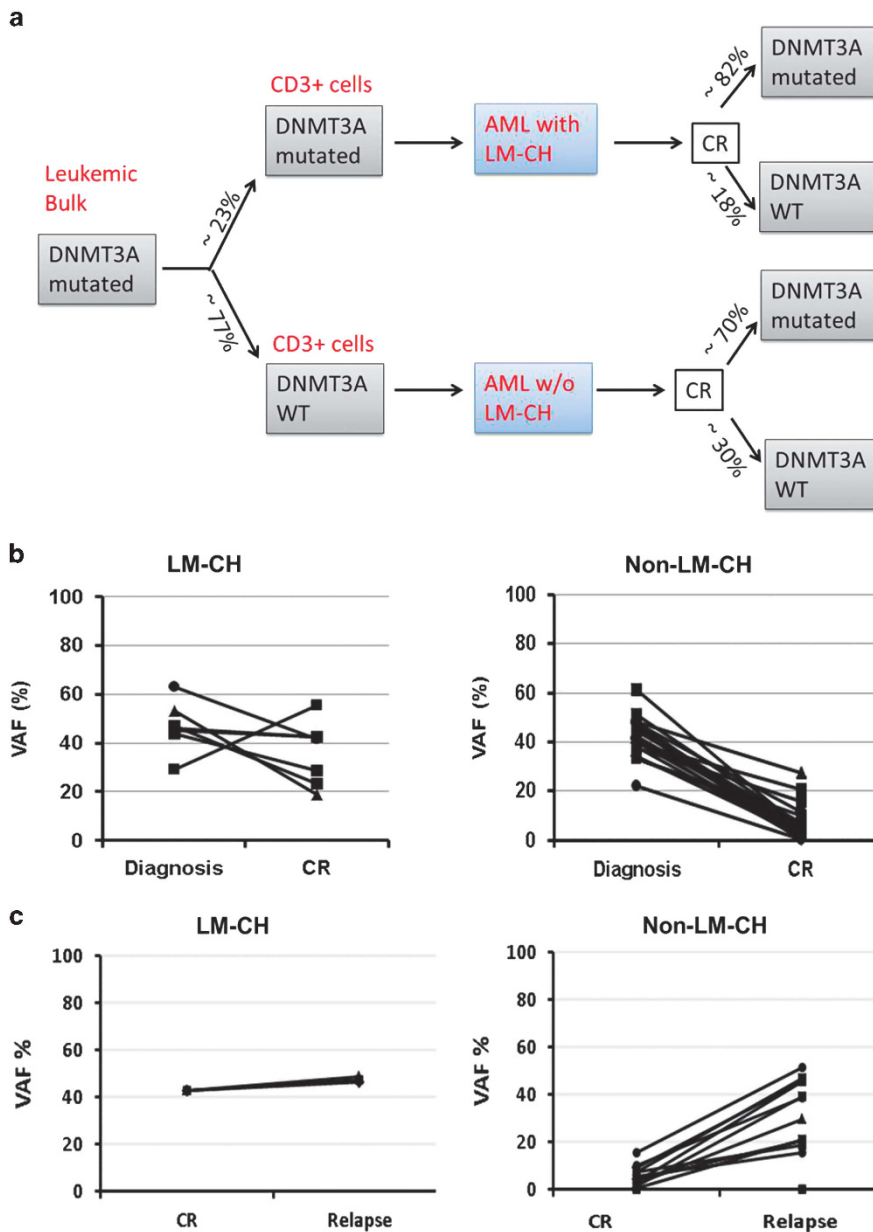 a
Leukemic
Bulk
DNMT3A
mutated
~ 23%
~ 77%
CD3+ cells
DNMT3A
mutated
AML with
LM-CH
CR
~ 82%
~ 18%
DNMT3A
mutated
DNMT3A
WT
CD3+ cells
DNMT3A
WT
AML w/o
LM-CH
CR
~ 70%
~ 30%
DNMT3A
mutated
DNMT3A
WT
b
LM-CH
VAF (%)
100
80
60
40
20
0
Diagnosis
CR
Non-LM-CH
VAF (%)
100
80
60
40
20
0
Diagnosis
CR
c
LM-CH
VAF %
100
80
60
40
20
0
CR
Relapse
Non-LM-CH
VAF %
100
80
60
40
20
0
CR
Relapse